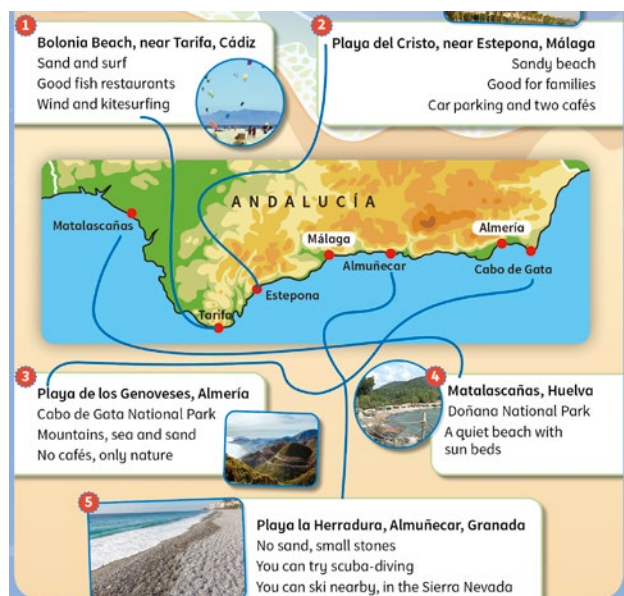 1
Bolonia Beach, near Tarifa, Cádiz
Sand and surf
Good fish restaurants
Wind and kitesurfing
2
Playa del Cristo, near Estepona, Málaga
Sandy beach
Good for families
Car parking and two cafés
ANDALUCÍA
Matalascañas
Málaga
Almería
Almuñecar
Cabo de Gata
Estepona
Tarifa
3
Playa de los Genoveses, Almería
Cabo de Gata National Park
Mountains, sea and sand
No cafés, only nature
4
Matalascañas, Huelva
Doñana National Park
A quiet beach with
sun beds
5
Playa la Herradura, Almuñecar, Granada
No sand, small stones
You can try scuba-diving
You can ski nearby, in the Sierra Nevada